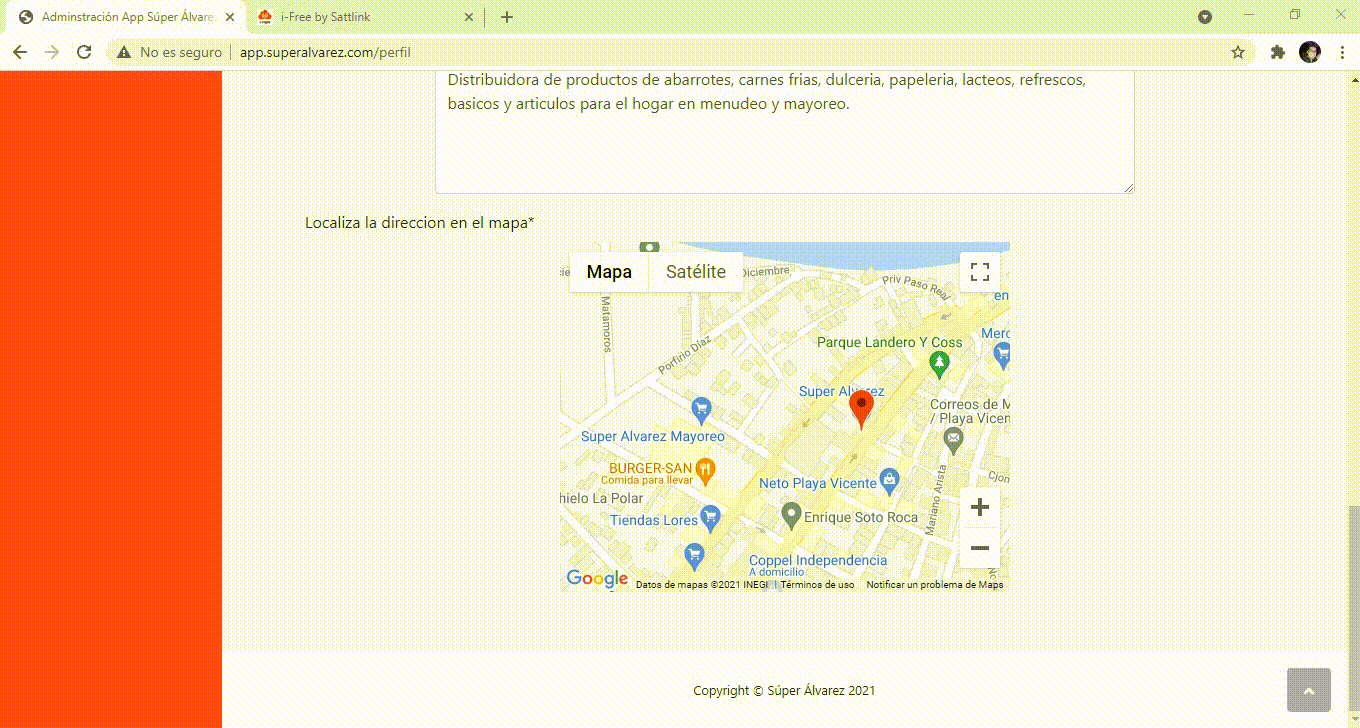 Adminstración App Súper Álvare
i-Free by Sattlink
No es seguro
app.superalvarez.com/perfil
Distribuidora de productos de abarrotes, carnes frias, dulceria, papeleria, lacteos, refrescos,
basicos y articulos para el hogar en menudeo y mayoreo.
Localiza la direccion en el mapa*
Mapa
Satélite
Diciembre
Priv Paso Real
Matamoros
Porfirio Díaz
Parque Landero Y Coss
Merc
Super Alvarez
Correos de M
/ Playa Vicen
Super Alvarez Mayoreo
BURGER-SAN
Comida para llevar
Neto Playa Vicente
hielo La Polar
Mariano Arista
Enrique Soto Roca
Tiendas Lores
Coppel Independencia
A domicilio
Google
Datos de mapas ©2021 INEGI
Términos de uso
Notificar un problema de Maps
Copyright © Súper Álvarez 2021